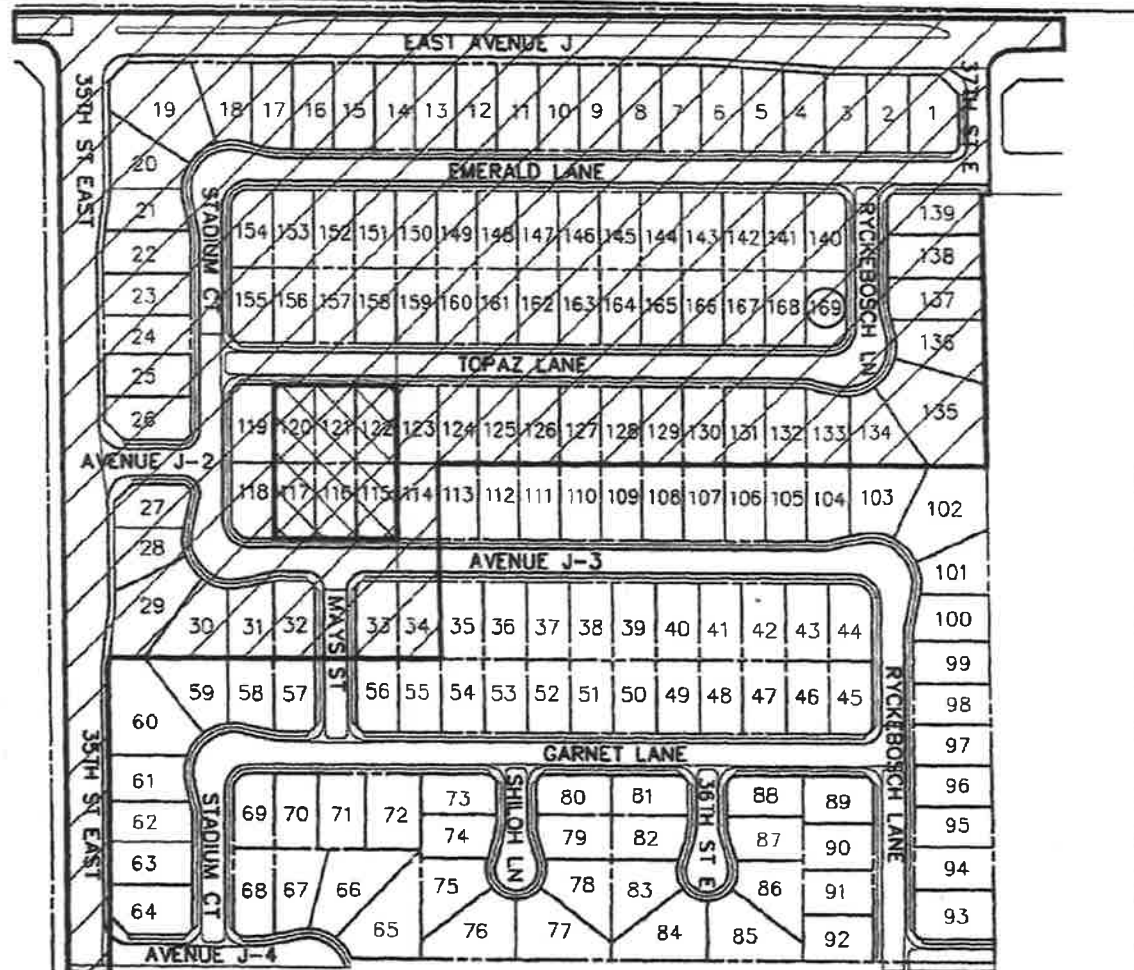 EAST AVENUE J
35TH ST EAST
37TH ST E
19 18 17 16 15 14 13 12 11 10 9 8 7 6 5 4 3 2 1
20
EMERALD LANE
STADIUM CT
RYCKEBOSCH LN
21
22
23
24
25
26
154 153 152 151 150 149 148 147 146 145 144 143 142 141 140
155 156 157 158 159 160 161 162 163 164 165 166 167 168 169
139
138
137
136
135
TOPAZ LANE
119 120 121 122 123 124 125 126 127 128 129 130 131 132 133 134
AVENUE J-2
118 117 116 115 114 113 112 111 110 109 108 107 106 105 104 103 102
27
28
29
AVENUE J-3
101
100
99
98
97
96
95
94
93
30 31 32
MAYS ST
33 34 35 36 37 38 39 40 41 42 43 44
59 58 57
56 55 54 53 52 51 50 49 48 47 46 45
RYCKEBOSCH LANE
60
GARNET LANE
35TH ST EAST
61
62
63
64
STADIUM CT
69 70 71 72
68 67 66 65
SHILOH LN
73
74
75
76
77
78
79
80
36TH ST E
81
82
83
84
85
86
87
88
89
90
91
92
AVENUE J-4